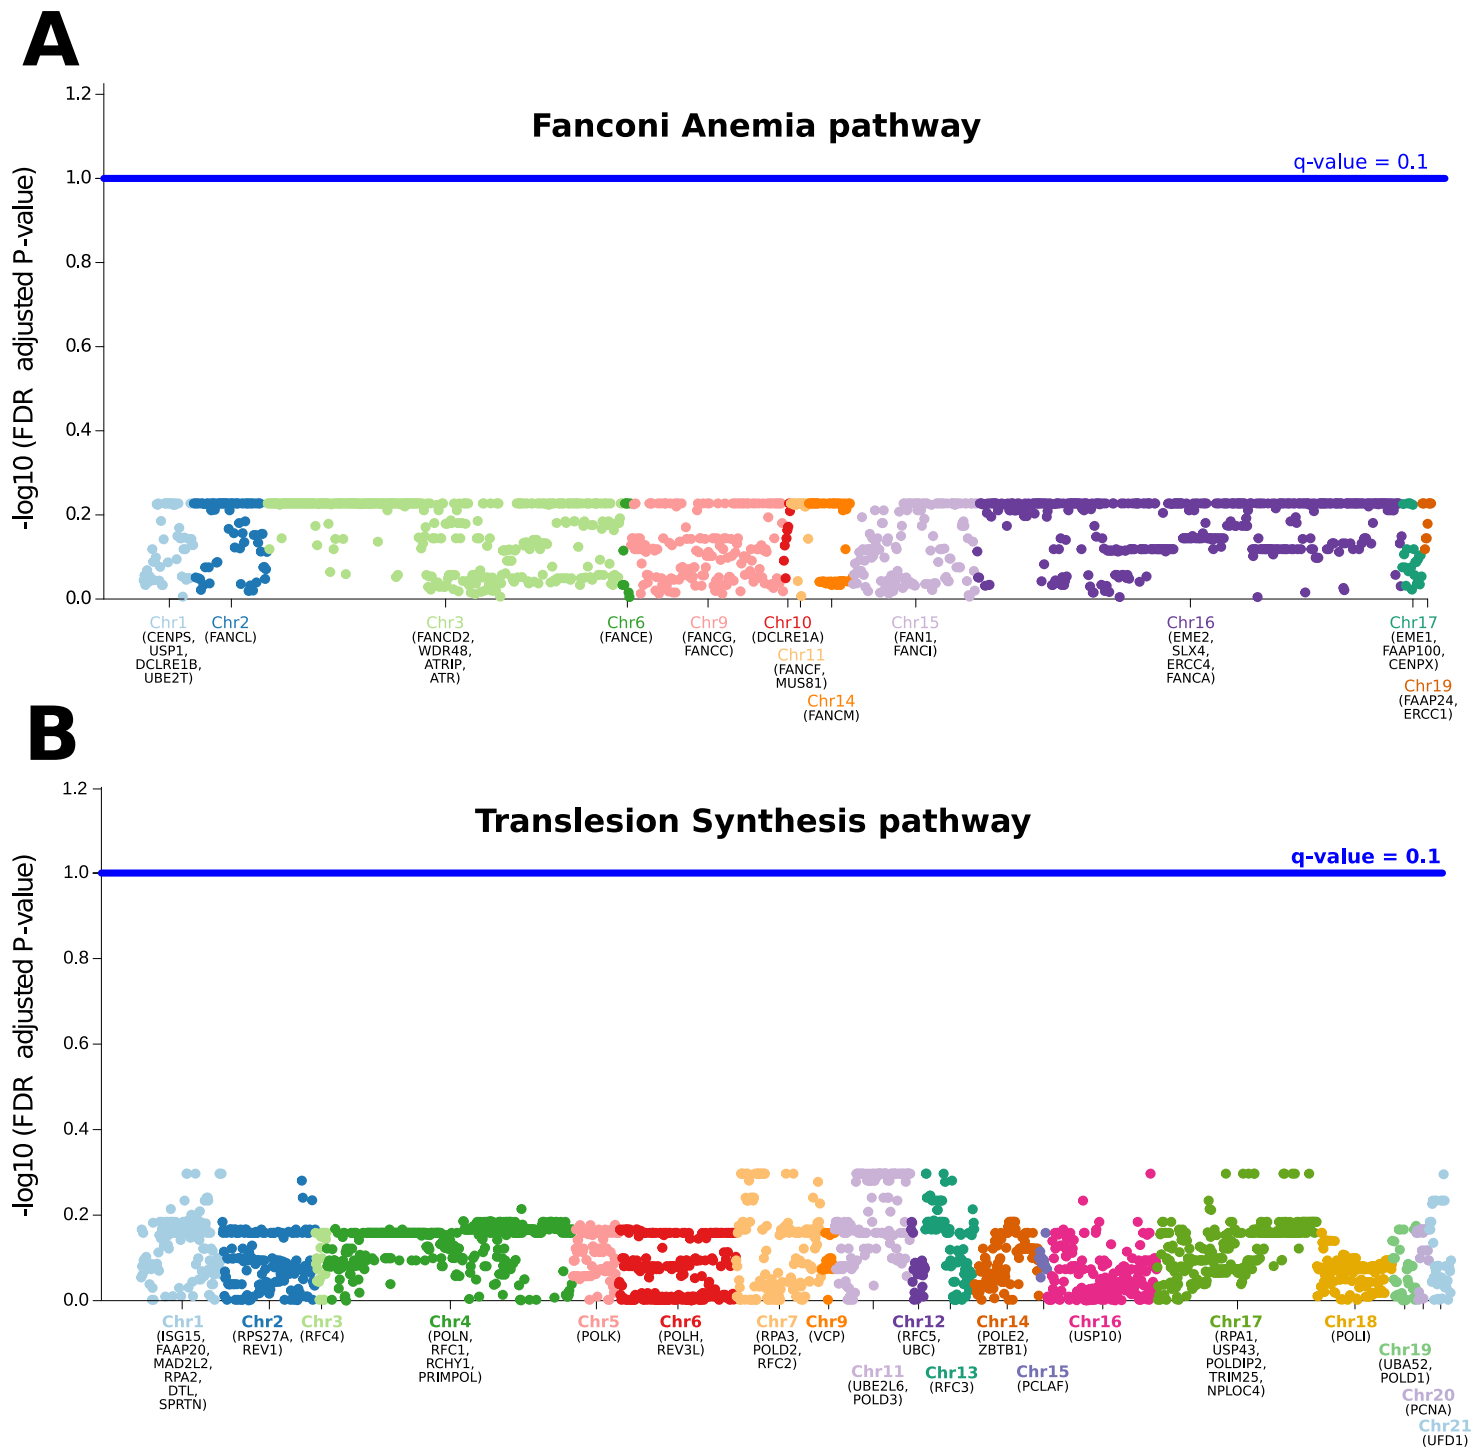 A
Fanconi Anemia pathway
q-value = 0.1
-log10 (FDR adjusted P-value)
1.2
1.0
0.8
0.6
0.4
0.2
0.0
Chr1
(CENPS,
USP1,
DCLRE1B,
UBE2T)
Chr2
(FANCL)
Chr3
(FANCD2,
WDR48,
ATRIP,
ATR)
Chr6
(FANCE)
Chr9
(FANCG,
FANCC)
Chr10
(DCLRE1A)
Chr11
(FANCF,
MUS81)
Chr14
(FANCM)
Chr15
(FAN1,
FANCI)
Chr16
(EME2,
SLX4,
ERCC4,
FANCA)
Chr17
(EME1,
FAAP100,
CENPX)
Chr19
(FAAP24,
ERCC1)
B
Translesion Synthesis pathway
q-value = 0.1
-log10 (FDR adjusted P-value)
1.2
1.0
0.8
0.6
0.4
0.2
0.0
Chr1
(ISG15,
FAAP20,
MAD2L2,
RPA2,
DTL,
SPRTN)
Chr2
(RPS27A,
REV1)
Chr3
(RFC4)
Chr4
(POLN,
RFC1,
RCHY1,
PRIMPOL)
Chr5
(POLK)
Chr6
(POLH,
REV3L)
Chr7
(RPA3,
POLD2,
RFC2)
Chr9
(VCP)
Chr11
(UBE2L6,
POLD3)
Chr12
(RFC5,
UBC)
Chr13
(RFC3)
Chr14
(POLE2,
ZBTB1)
Chr15
(PCLAF)
Chr16
(USP10)
Chr17
(RPA1,
USP43,
POLDIP2,
TRIM25,
NPLOC4)
Chr18
(POLI)
Chr19
(UBA52,
POLD1)
Chr20
(PCNA)
Chr21
(UFD1)